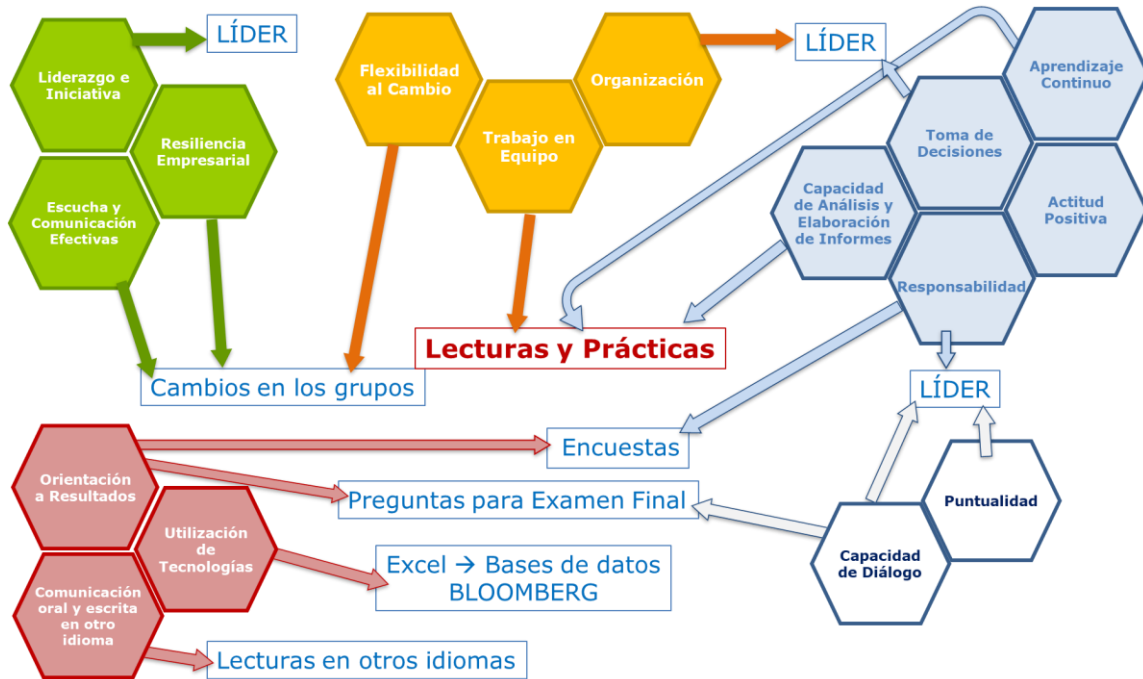 LÍDER
Liderazgo e
Iniciativa
Resiliencia
Empresarial
Escucha y
Comunicación
Efectivas
Flexibilidad
al Cambio
Trabajo en
Equipo
Organización
LÍDER
Aprendizaje
Continuo
Toma de
Decisiones
Capacidad
de Análisis y
Elaboración
de Informes
Actitud
Positiva
Responsabilidad
Lecturas y Prácticas
Cambios en los grupos
LÍDER
Encuestas
Orientación
a Resultados
Preguntas para Examen Final
Puntualidad
Utilización
de
Tecnologías
Excel → Bases de datos
BLOOMBERG
Capacidad
de Diálogo
Comunicación
oral y escrita
en otro
idioma
Lecturas en otros idiomas